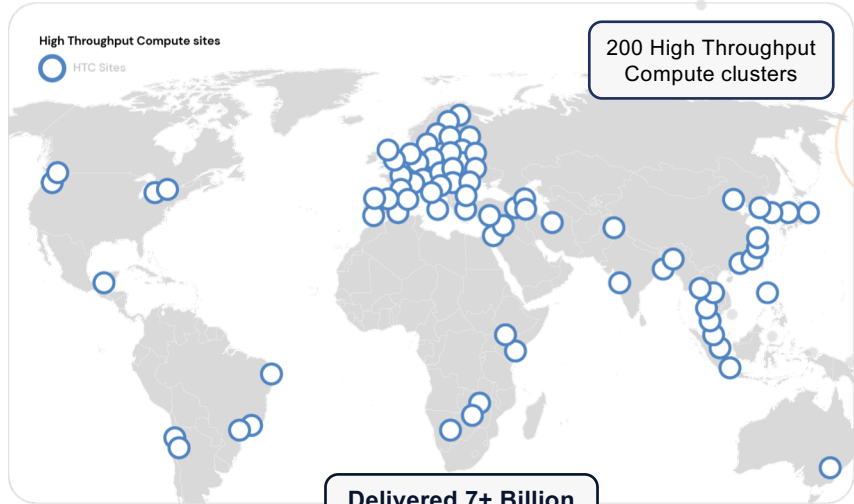 High Throughput Compute sites
HTC Sites
200 High Throughput
Compute clusters
Delivered 7+ Billion